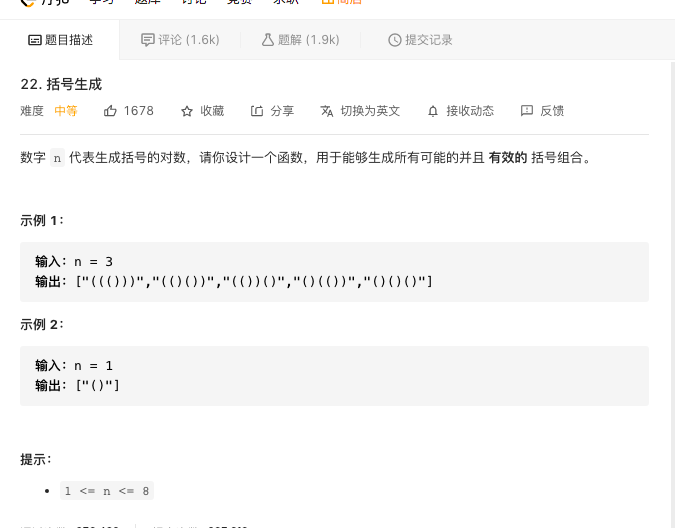 题目描述 评论 (1.6k) 题解 (1.9k) 提交记录
22. 括号生成
难度 中等 1678 收藏 分享 切换为英文 接收动态 反馈
数字 n 代表生成括号的对数，请你设计一个函数，用于能够生成所有可能的并且 有效的 括号组合。
示例 1：
输入：n = 3
输出：["((()))","(()())","(())()","()(())","()()()"]
示例 2：
输入：n = 1
输出：["()"]
提示：
1 <= n <= 8